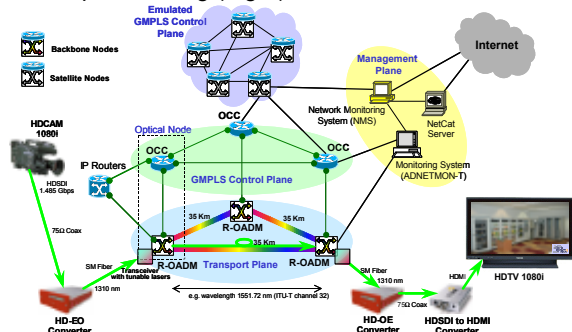 Emulated
GMPLS Control
Plane
Backbone Nodes
Satellite Nodes
Internet
Management
Plane
Network Monitoring
System (NMS)
NetCat
Server
HDCAM
1080i
Optical Node
OCC
OCC
OCC
Monitoring System
(ADNETMON-T)
IP Routers
HDSDI
1.485 Gbps
GMPLS Control Plane
35 Km
35 Km
R-OADM
75Ω Coax
35 Km
R-OADM
R-OADM
Transport Plane
Transceiver
with tunable lasers
SM Fiber
1310 nm
SM Fiber
1310 nm
HDMI
HDTV 1080i
75Ω Coax
e.g. wavelength 1551.72 nm (ITU-T channel 32)
HD-EO
Converter
HD-OE
Converter
HDSDI to HDMI
Converter